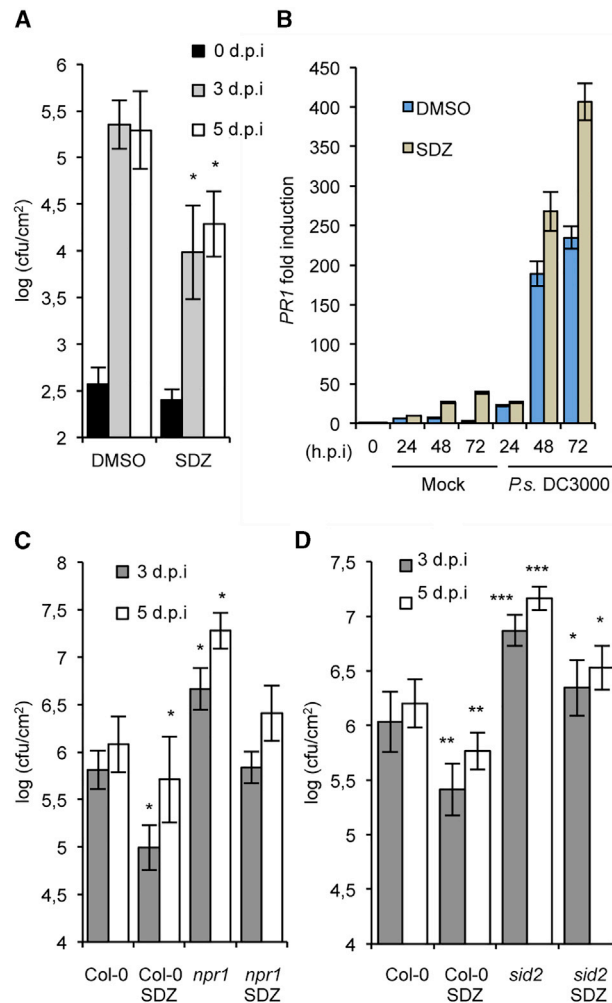 A
0 d.p.i
3 d.p.i
5 d.p.i
log (cfu/cm²)
6
5,5
5
4,5
4
3,5
3
2,5
2
* *
DMSO SDZ
B
DMSO
SDZ
PR1 fold induction
450
400
350
300
250
200
150
100
50
0
(h.p.i) 0 24 48 72 24 48 72
Mock P.s. DC3000
C
3 d.p.i
5 d.p.i
log (cfu/cm²)
8
7,5
7
6,5
6
5,5
5
4,5
4
* * * *
Col-0 Col-0 SDZ npr1 npr1 SDZ
D
3 d.p.i
5 d.p.i
log (cfu/cm²)
7,5
7
6,5
6
5,5
5
4,5
4
** ** *** *** * *
Col-0 Col-0 SDZ sid2 sid2 SDZ